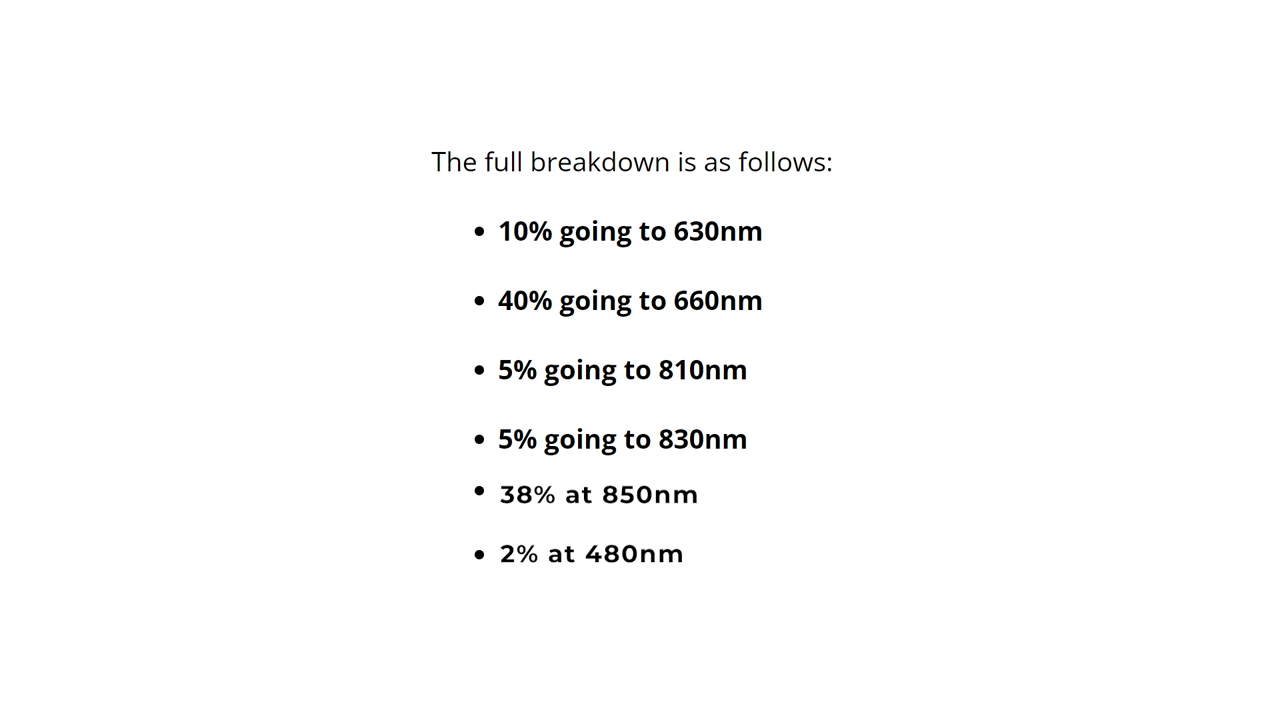 The full breakdown is as follows:
• 10% going to 630nm
• 40% going to 660nm
• 5% going to 810nm
• 5% going to 830nm
• 38% at 850nm
• 2% at 480nm